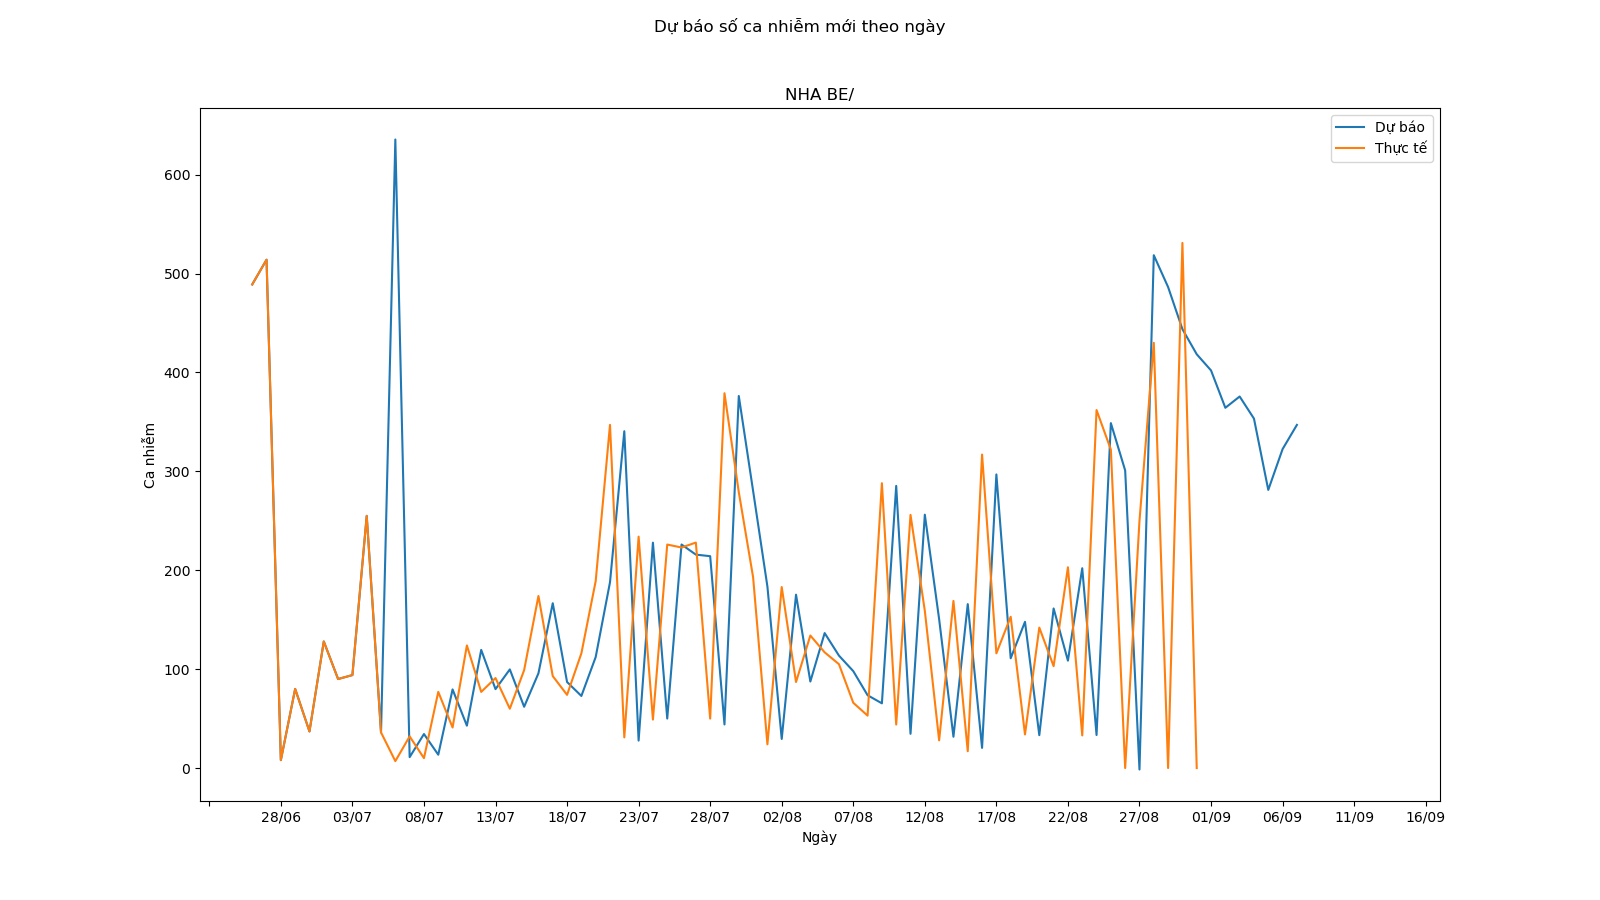 Dự báo số ca nhiễm mới theo ngày
NHA BE/
Dự báo
Thực tế
600
500
400
300
200
100
0
Ca nhiễm
28/06 03/07 08/07 13/07 18/07 23/07 28/07 02/08 07/08 12/08 17/08 22/08 27/08 01/09 06/09 11/09 16/09
Ngày